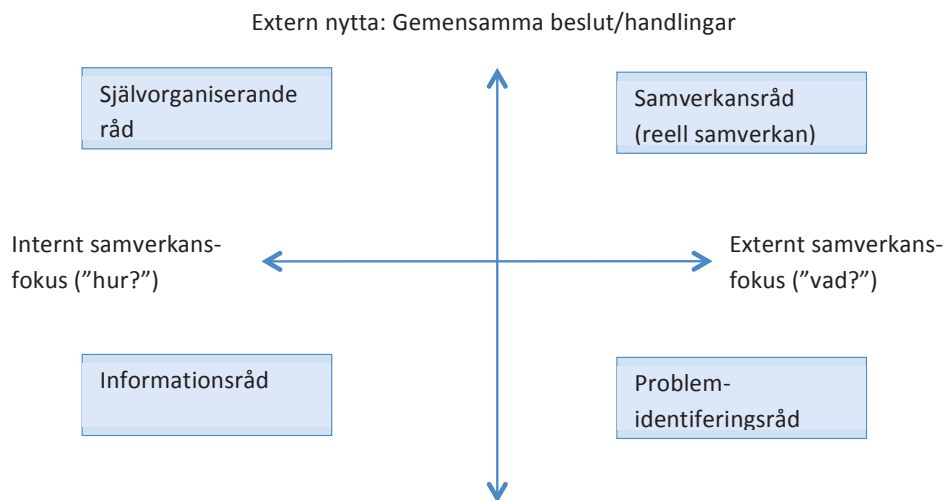 Extern nytta: Gemensamma beslut/handlingar
Självorganiserande
råd
Samverkansråd
(reell samverkan)
Internt samverkans-
fokus (”hur?”)
Externt samverkans-
fokus (”vad?”)
Informationsråd
Problem-
identiferingsråd